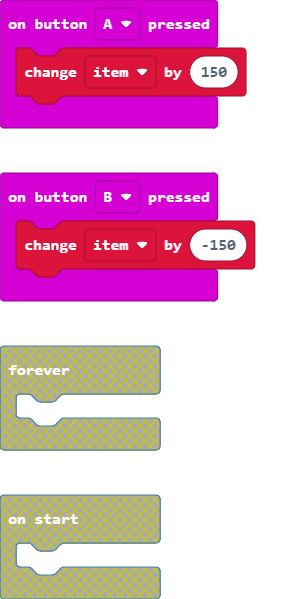 on button A pressed
change item by 150
on button B pressed
change item by -150
forever
on start